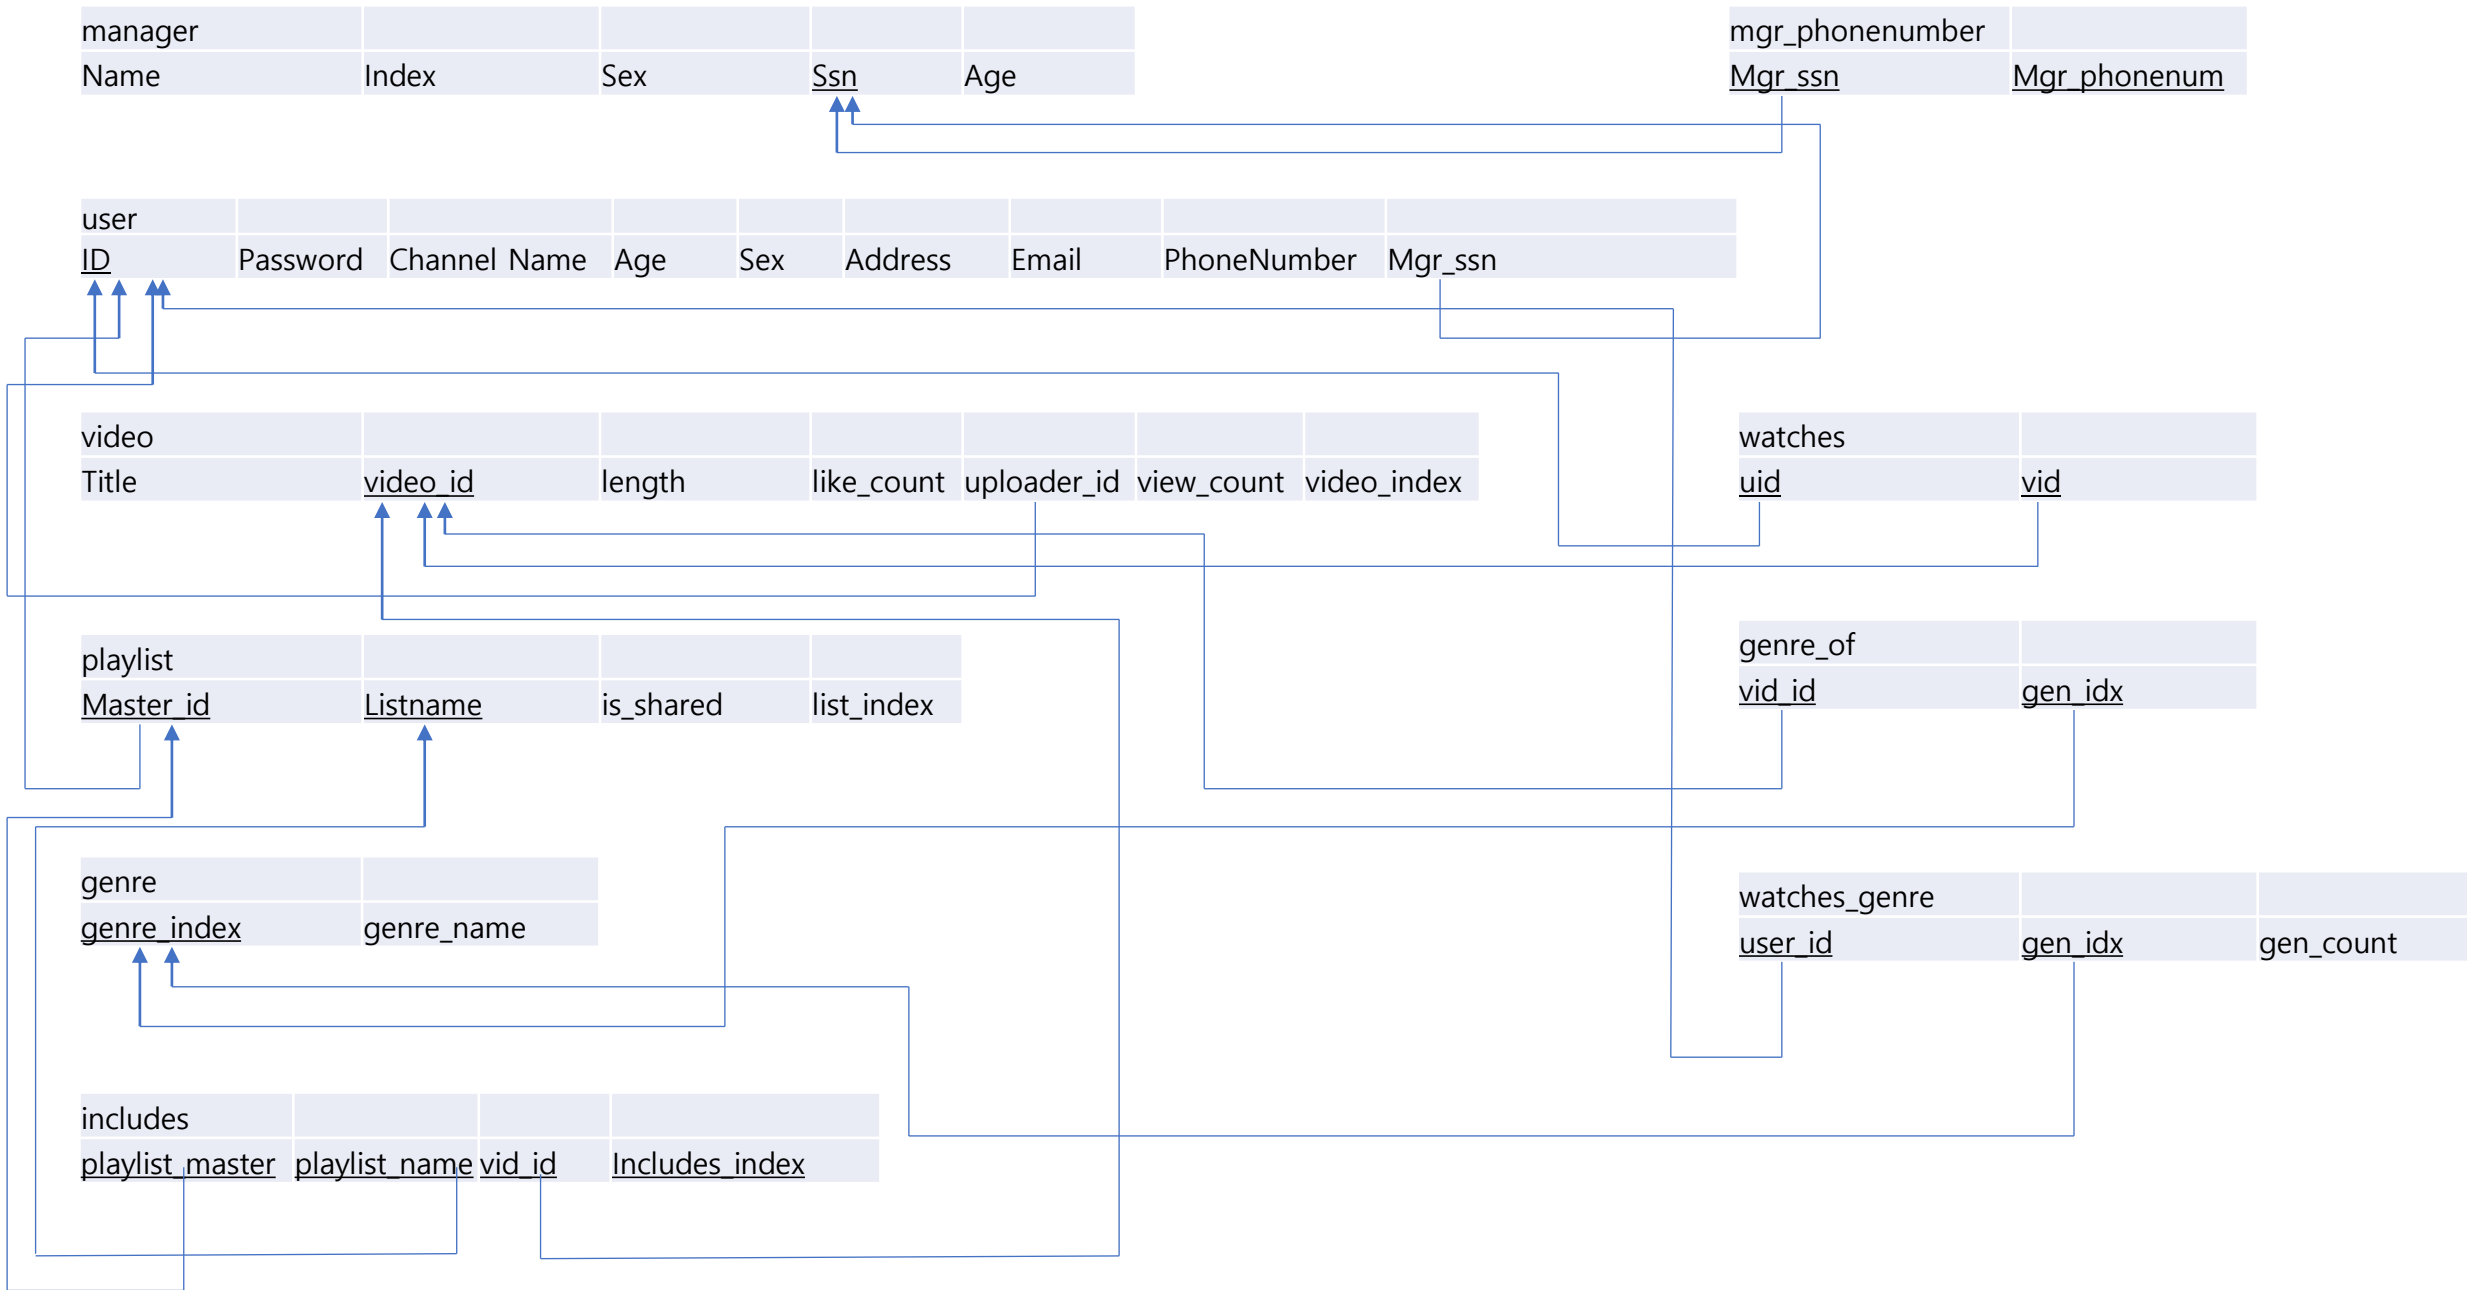 manager
Name Index Sex Ssn Age
mgr_phonenumber
Mgr_ssn Mgr_phonenum
user
ID Password Channel Name Age Sex Address Email PhoneNumber Mgr_ssn
video
Title video_id length like_count uploader_id view_count video_index
watches
uid vid
playlist
Master_id Listname is_shared list_index
genre_of
vid_id gen_idx
genre
genre_index genre_name
watches_genre
user_id gen_idx gen_count
includes
playlist_master playlist_name vid_id Includes_index